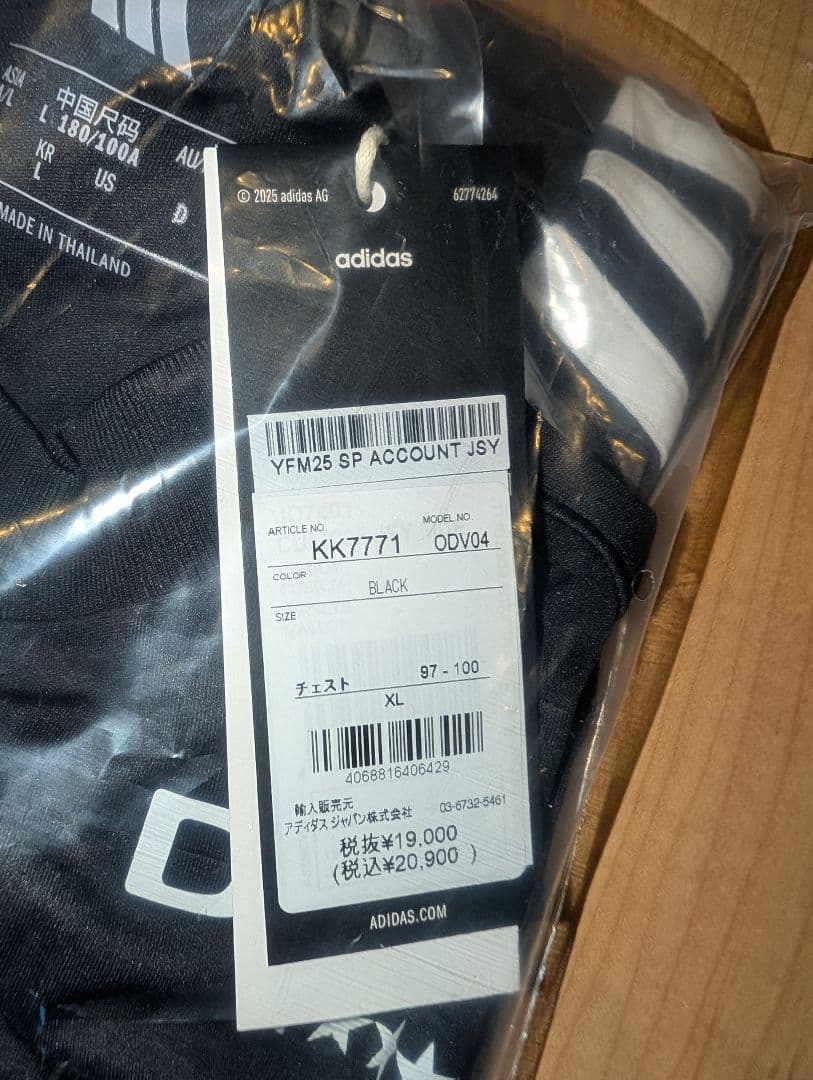 ASIA
中国尺码
L 180/100A
KR
L
US
MADE IN THAILAND
© 2025 adidas AG
62774264
adidas
YFM25 SP ACCOUNT JSY
ARTICLE NO.
MODEL NO.
KK7771
ODV04
COLOR
BLACK
SIZE
チェスト 97 - 100
XL
4068816406429
輸入販売元
アディダス ジャパン株式会社 03-6732-5461
税抜¥19,000
(税込¥20,900 )
ADIDAS.COM